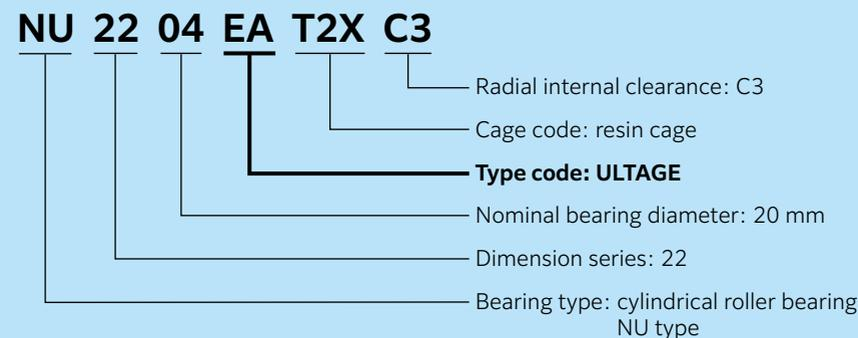 NU 22 04 EA T2X C3
Radial internal clearance: C3
Cage code: resin cage
Type code: ULTAGE
Nominal bearing diameter: 20 mm
Dimension series: 22
Bearing type: cylindrical roller bearing
NU type